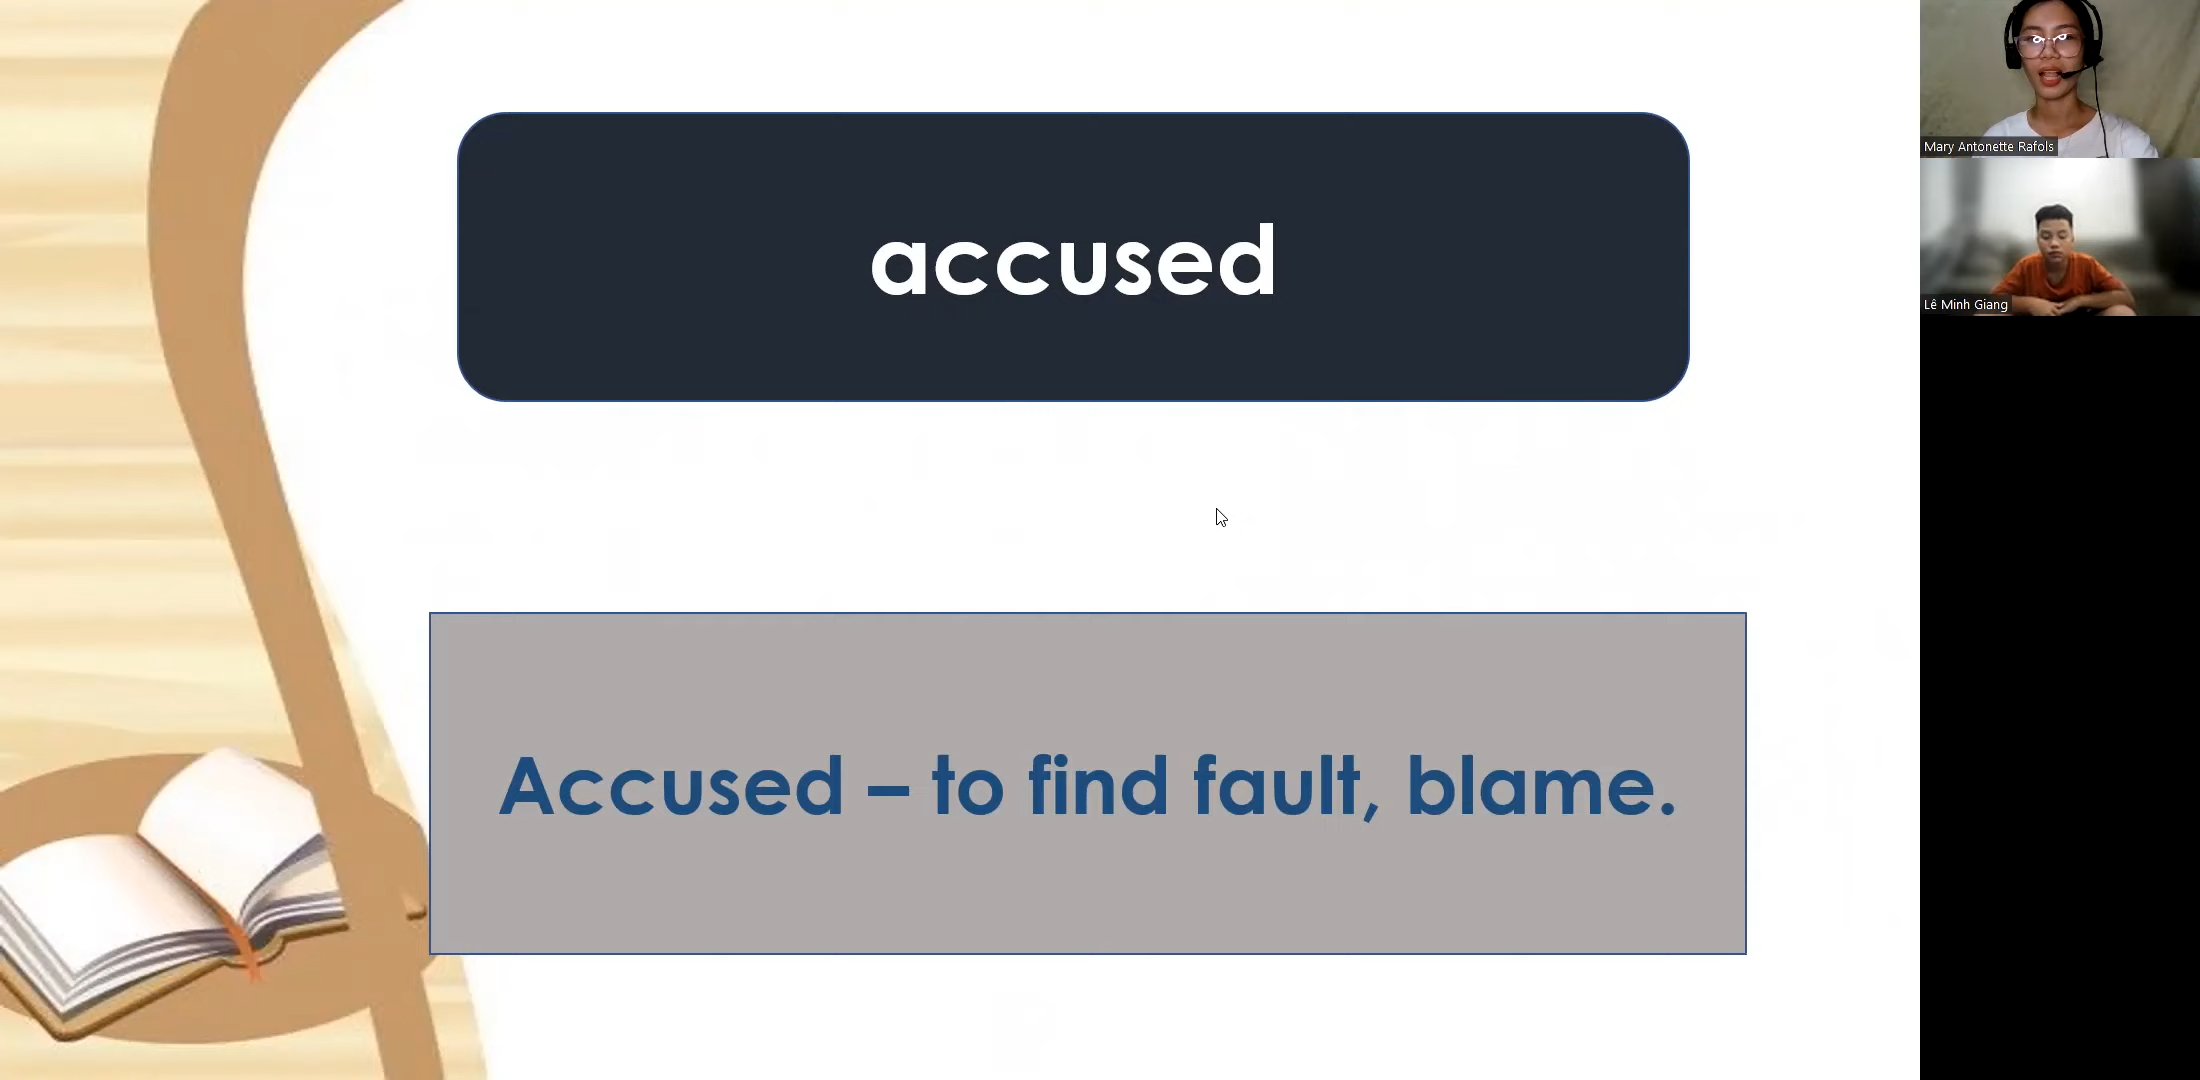 accused
Accused – to find fault, blame.
Mary Antonette Rafols
Lê Minh Giang